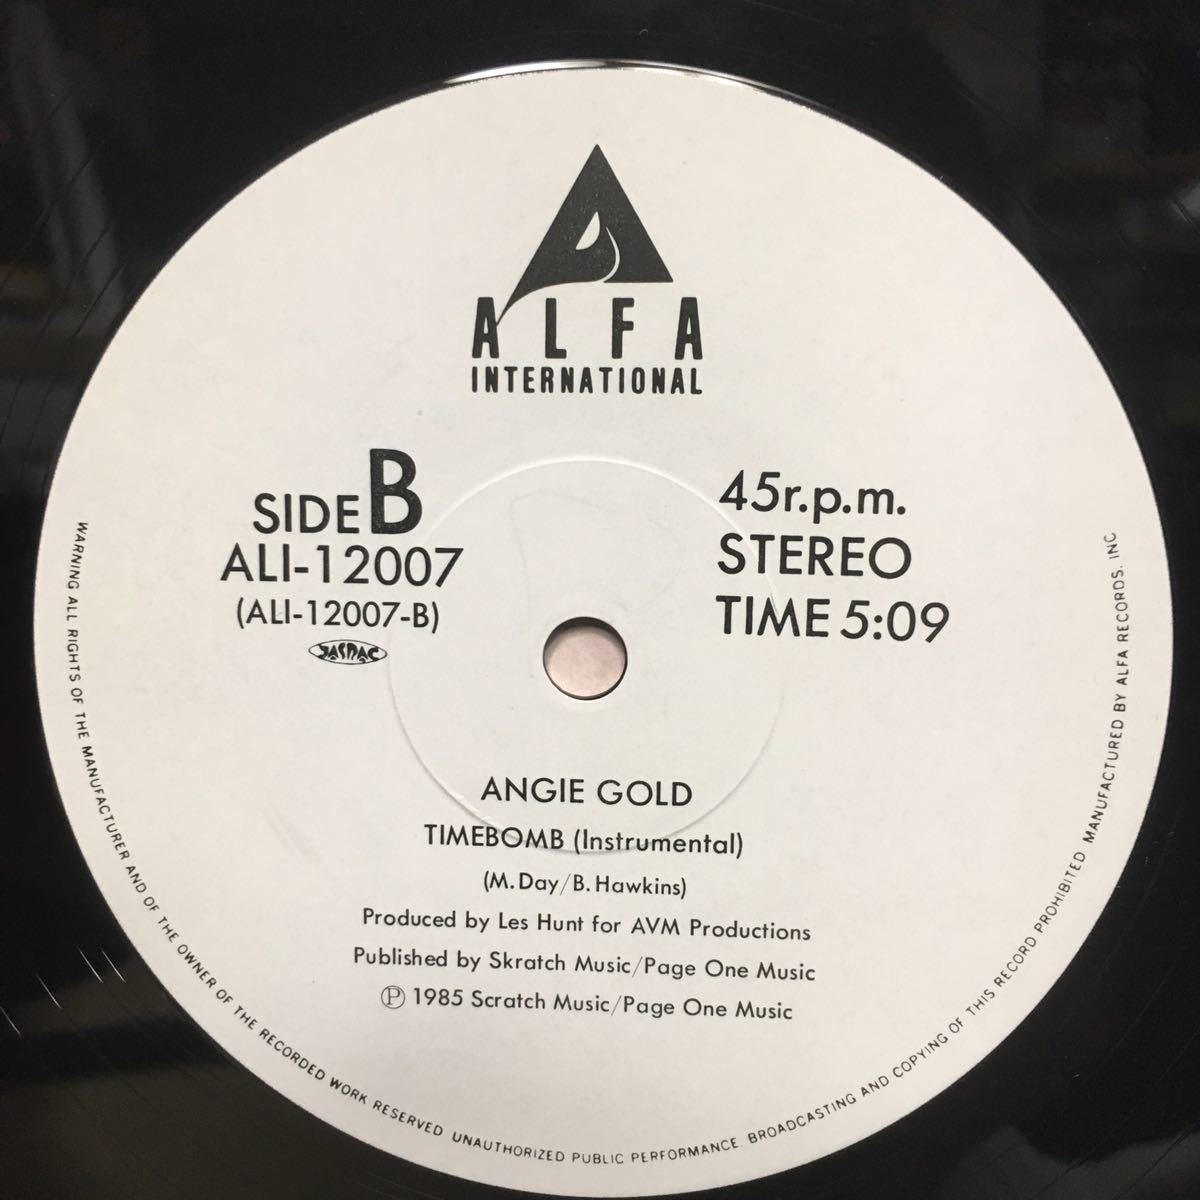 ALFA
INTERNATIONAL
SIDE B
ALI-12007
(ALI-12007-B)
JASRAC
45r.p.m.
STEREO
TIME 5:09
ANGIE GOLD
TIMEBOMB (Instrumental)
(M. Day/B. Hawkins)
Produced by Les Hunt for AVM Productions
Published by Skratch Music/Page One Music
Ⓟ 1985 Scratch Music/Page One Music
WARNING ALL RIGHTS OF THE MANUFACTURER AND OF THE OWNER OF THE RECORDED WORK RESERVED UNAUTHORIZED PUBLIC PERFORMANCE BROADCASTING AND COPYING OF THIS RECORD PROHIBITED MANUFACTURED BY ALFA RECORDS, INC